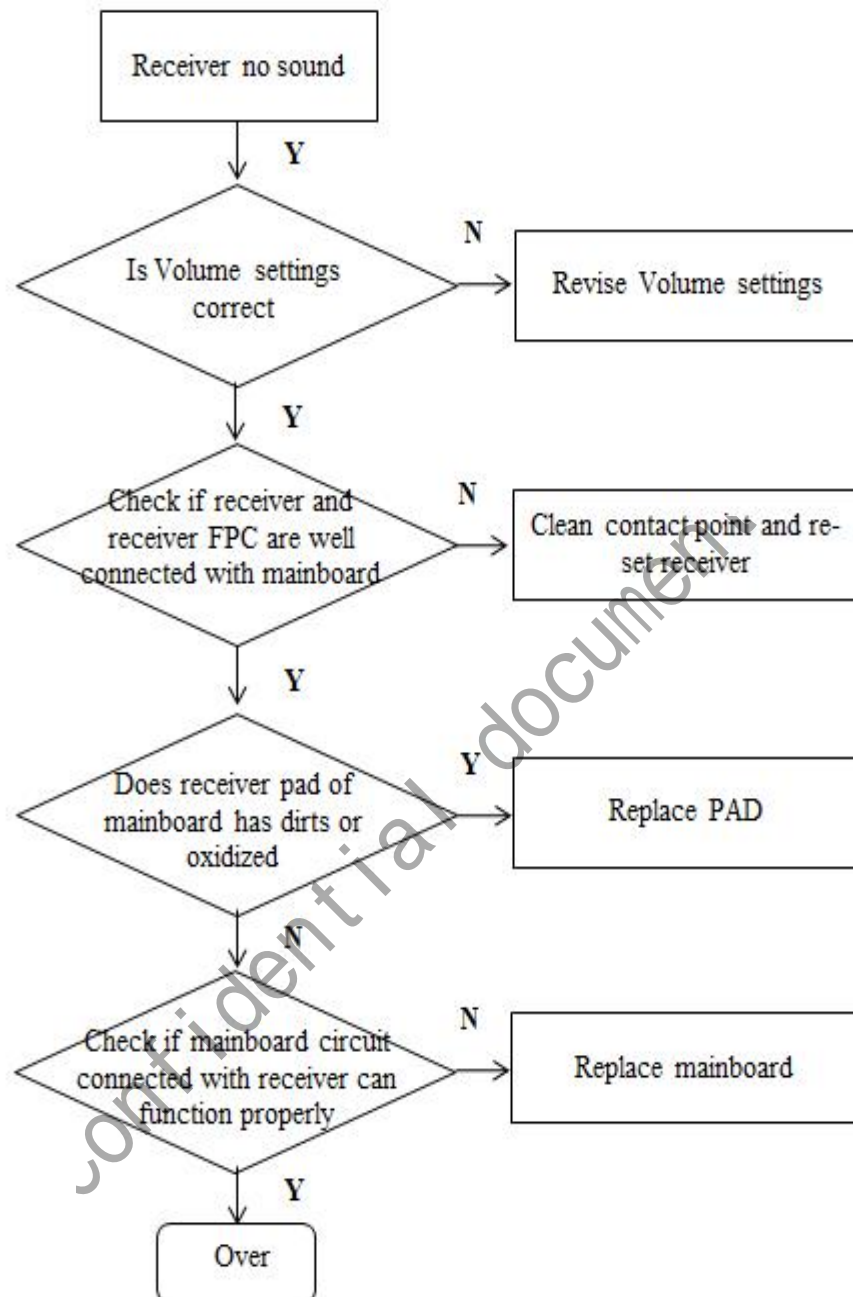 Receiver no sound
Y
Is Volume settings
correct
N
Revise Volume settings
Y
Check if receiver and
receiver FPC are well
connected with mainboard
N
Clean contact point and re-
set receiver
Y
Does receiver pad of
mainboard has dirts or
oxidized
Y
Replace PAD
N
Check if mainboard circuit
connected with receiver can
function properly
N
Replace mainboard
Y
Over
confidential document